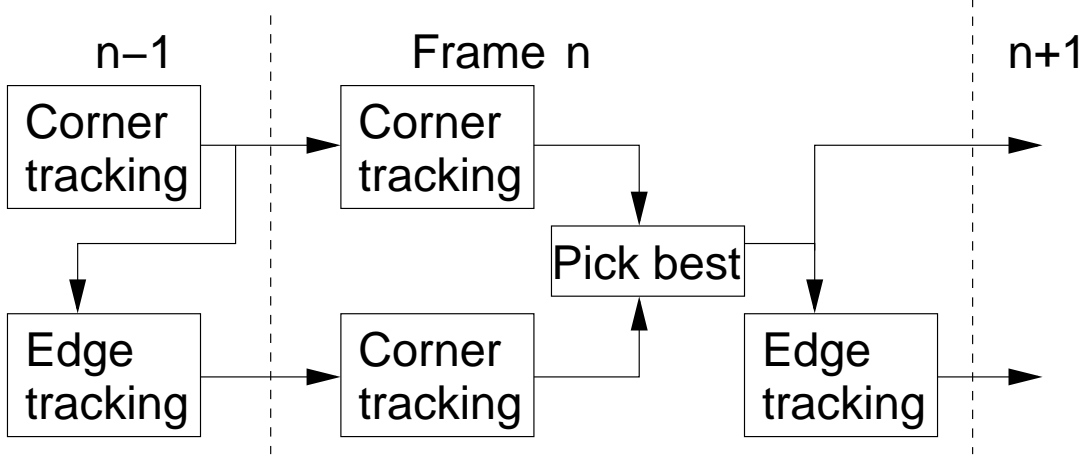 n−1
Frame n
n+1
Corner
tracking
Corner
tracking
Pick best
Edge
tracking
Corner
tracking
Edge
tracking